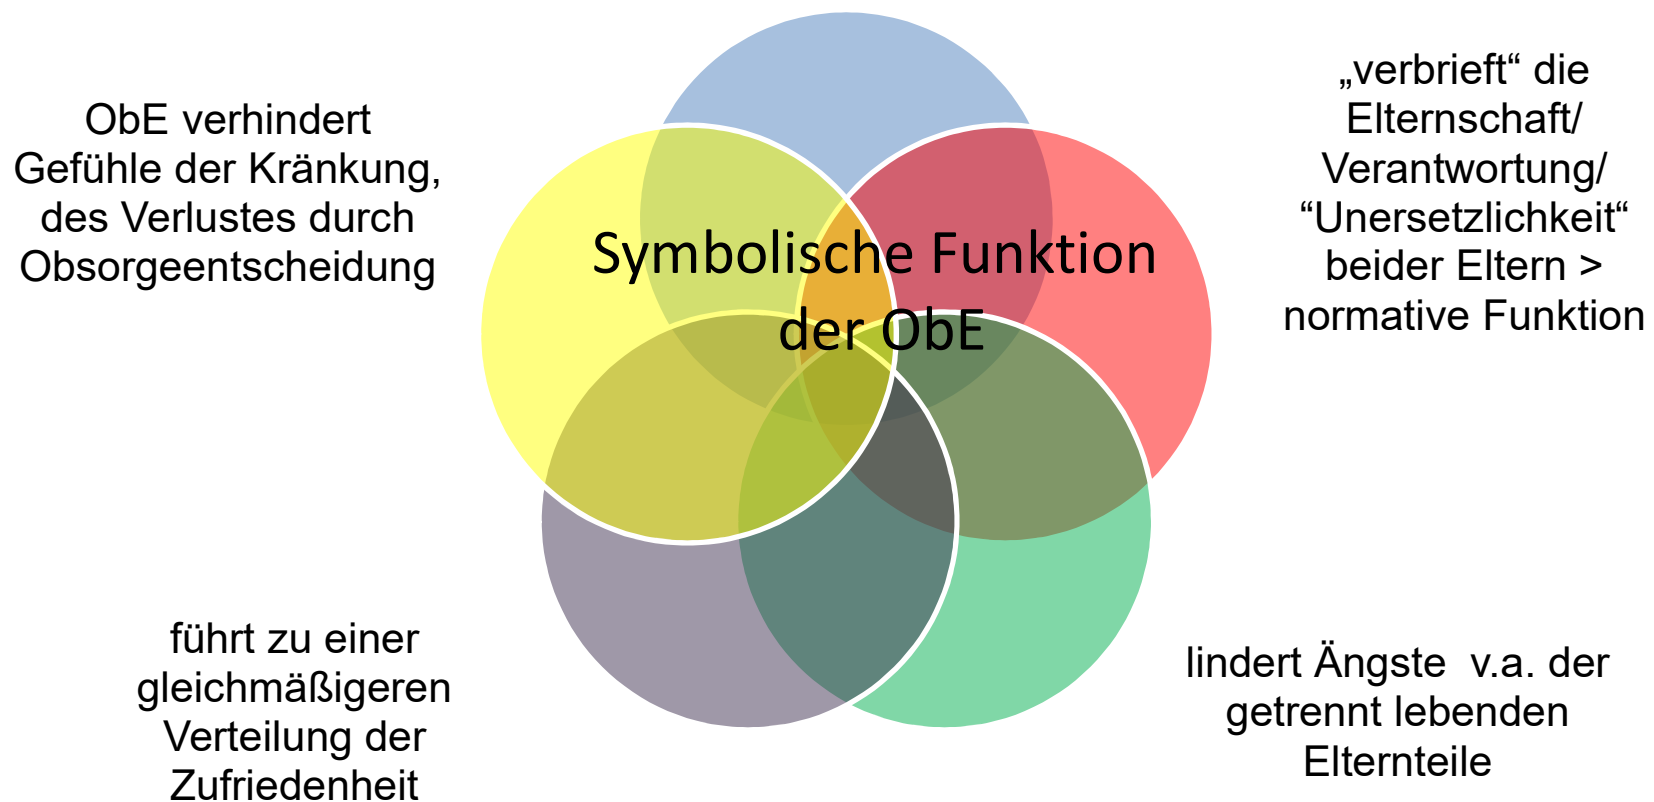 ObE verhindert
Gefühle der Kränkung,
des Verlustes durch
Obsorgeentscheidung
„verbrieft“ die
Elternschaft/
Verantwortung/
“Unersetzlichkeit“
beider Eltern >
normative Funktion
Symbolische Funktion
der ObE
führt zu einer
gleichmäßigeren
Verteilung der
Zufriedenheit
lindert Ängste  v.a. der
getrennt lebenden
Elternteile